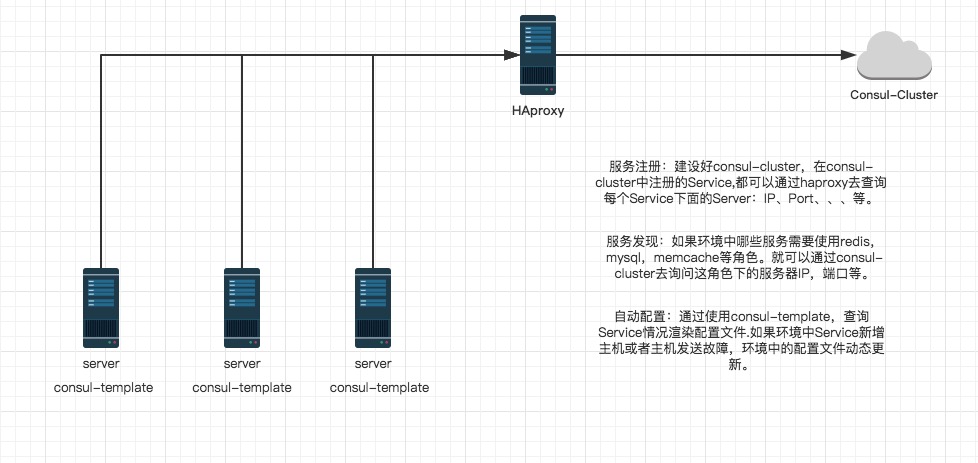 HAproxy
Consul-Cluster
服务注册：建设好consul-cluster，在consul-
cluster中注册的Service,都可以通过haproxy去查询
每个Service下面的Server：IP、Port、、、等。
服务发现：如果环境中哪些服务需要使用redis，
mysql，memcache等角色。就可以通过consul-
cluster去询问这角色下的服务器IP，端口等。
自动配置：通过使用consul-template，查询
Service情况渲染配置文件.如果环境中Service新增
主机或者主机发送故障，环境中的配置文件动态更
新。
server
consul-template
server
consul-template
server
consul-template